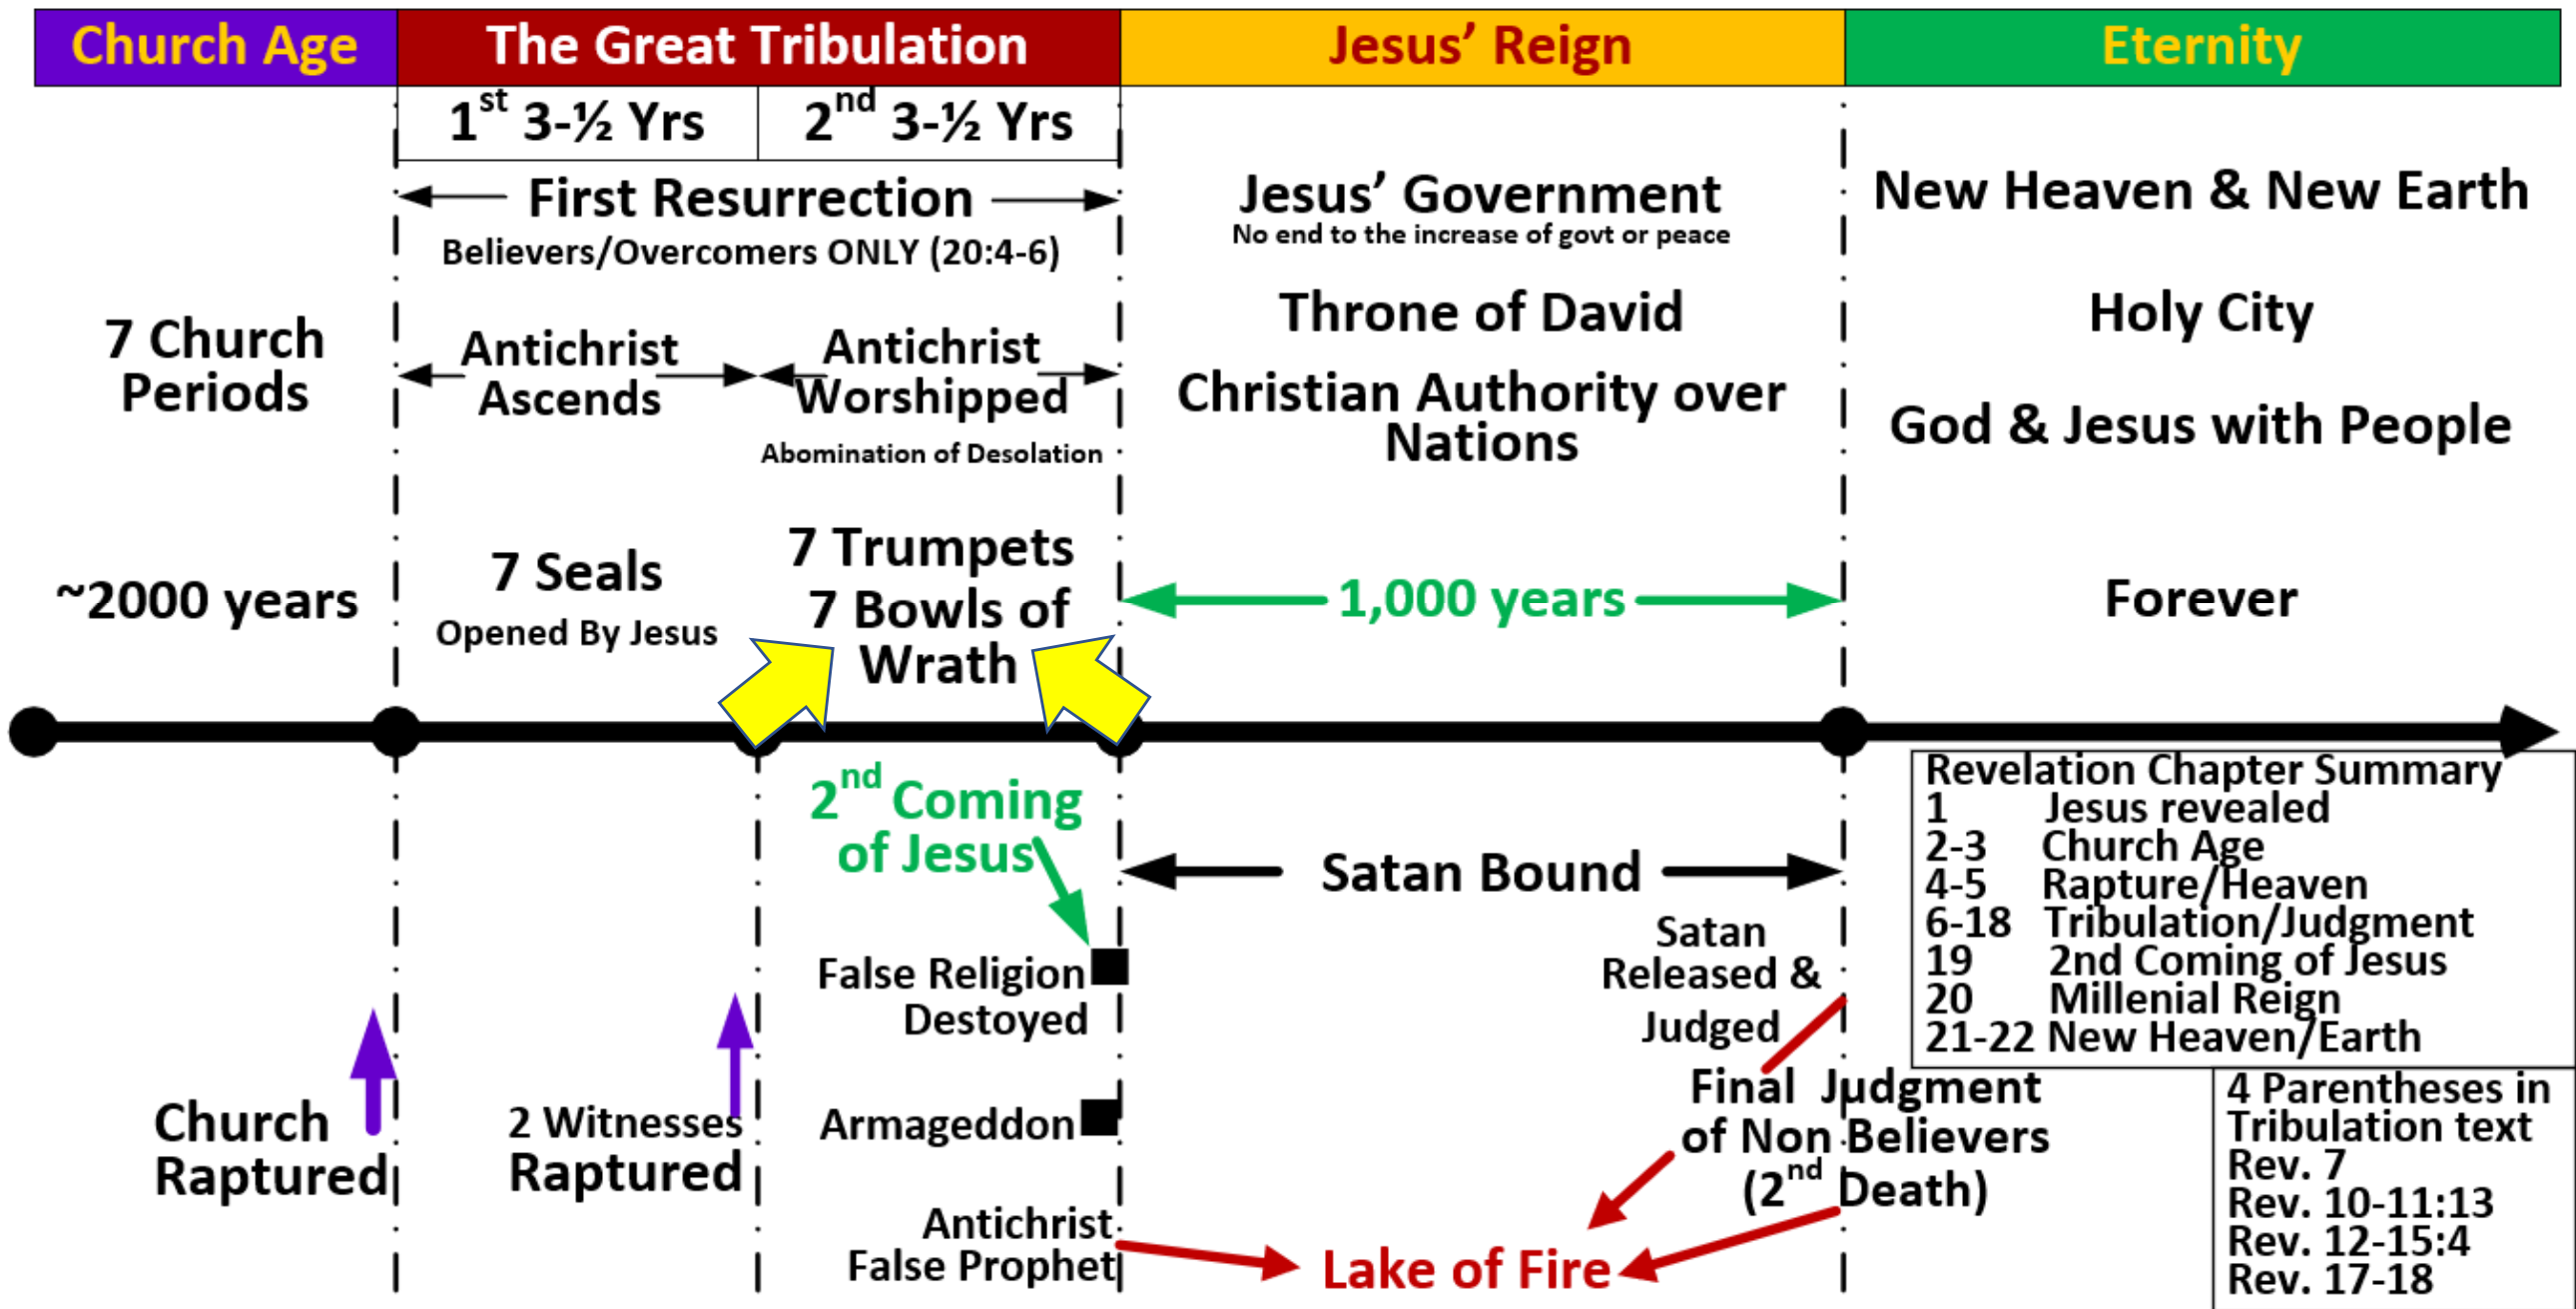 Church Age
The Great Tribulation
Jesus’ Reign
Eternity
1st 3-½ Yrs
2nd 3-½ Yrs
First Resurrection
Believers/Overcomers ONLY (20:4-6)
7 Church
Periods
Antichrist
Ascends
Antichrist
Worshipped
Abomination of Desolation
~2000 years
7 Seals
Opened By Jesus
7 Trumpets
7 Bowls of
Wrath
Jesus’ Government
No end to the increase of govt or peace
Throne of David
Christian Authority over
Nations
1,000 years
New Heaven & New Earth
Holy City
God & Jesus with People
Forever
Church
Raptured
2 Witnesses
Raptured
2nd Coming
of Jesus
False Religion
Destoyed
Armageddon
Antichrist
False Prophet
Satan Bound
Satan
Released &
Judged
Final Judgment
of Non Believers
(2nd Death)
Lake of Fire
Revelation Chapter Summary
1 Jesus revealed
2-3 Church Age
4-5 Rapture/Heaven
6-18 Tribulation/Judgment
19 2nd Coming of Jesus
20 Millenial Reign
21-22 New Heaven/Earth
4 Parentheses in
Tribulation text
Rev. 7
Rev. 10-11:13
Rev. 12-15:4
Rev. 17-18